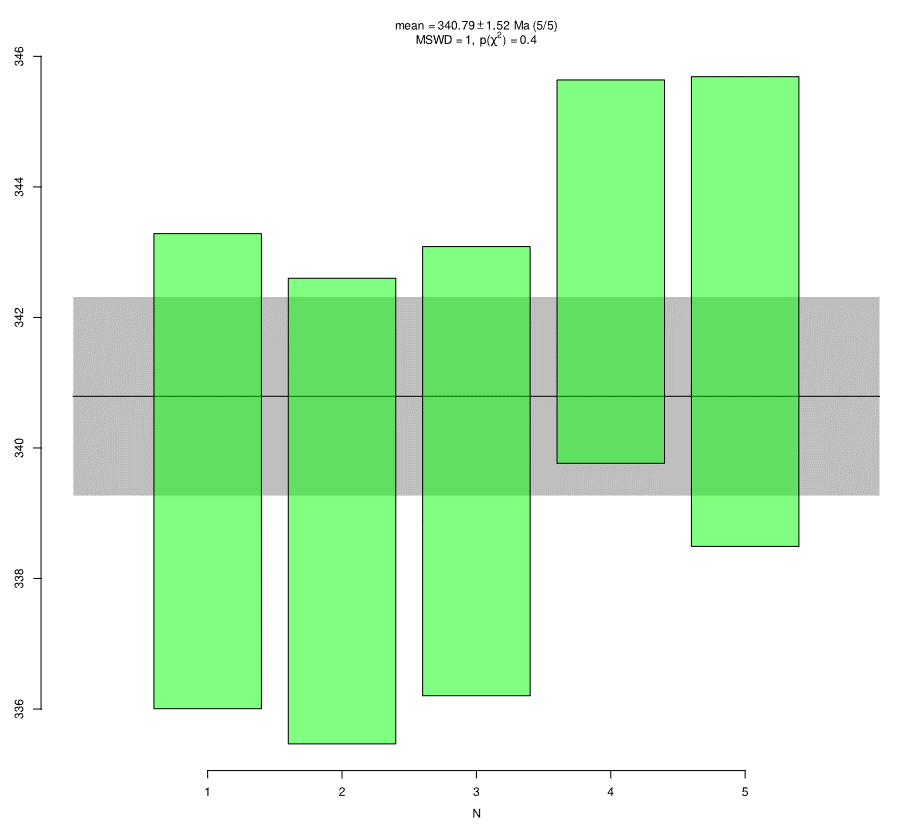 mean = 340.79 ± 1.52 Ma (5/5)
MSWD = 1, p(χ²) = 0.4
346
344
342
340
338
336
1 2 3 4 5
N